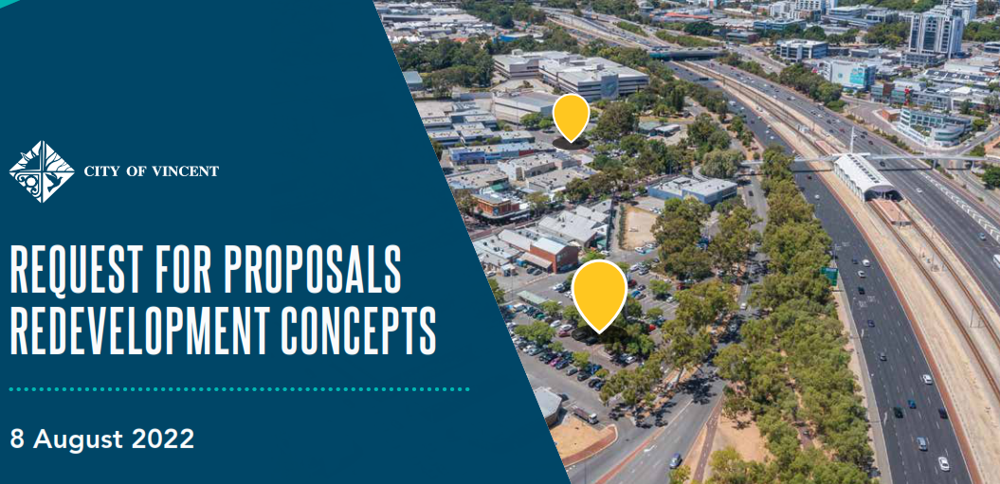 CITY OF VINCENT
REQUEST FOR PROPOSALS
REDEVELOPMENT CONCEPTS
8 August 2022